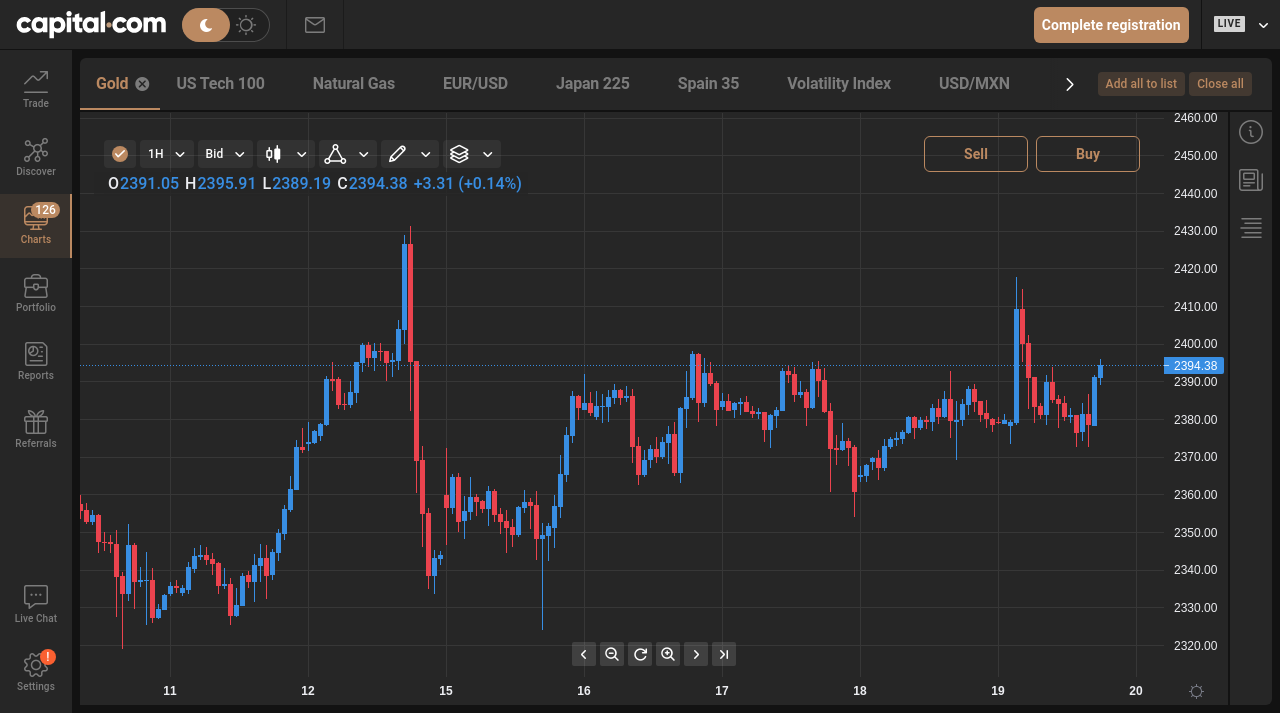 capital.com
Complete registration
LIVE
Trade
Discover
126
Charts
Portfolio
Reports
Referrals
Live Chat
!
Settings
Gold US Tech 100 Natural Gas EUR/USD Japan 225 Spain 35 Volatility Index USD/MXN
Add all to list Close all
1H Bid
Sell Buy
O2391.05 H2395.91 L2389.19 C2394.38 +3.31 (+0.14%)
2460.00
2450.00
2440.00
2430.00
2420.00
2410.00
2400.00
2394.38
2390.00
2380.00
2370.00
2360.00
2350.00
2340.00
2330.00
2320.00
11 12 15 16 17 18 19 20